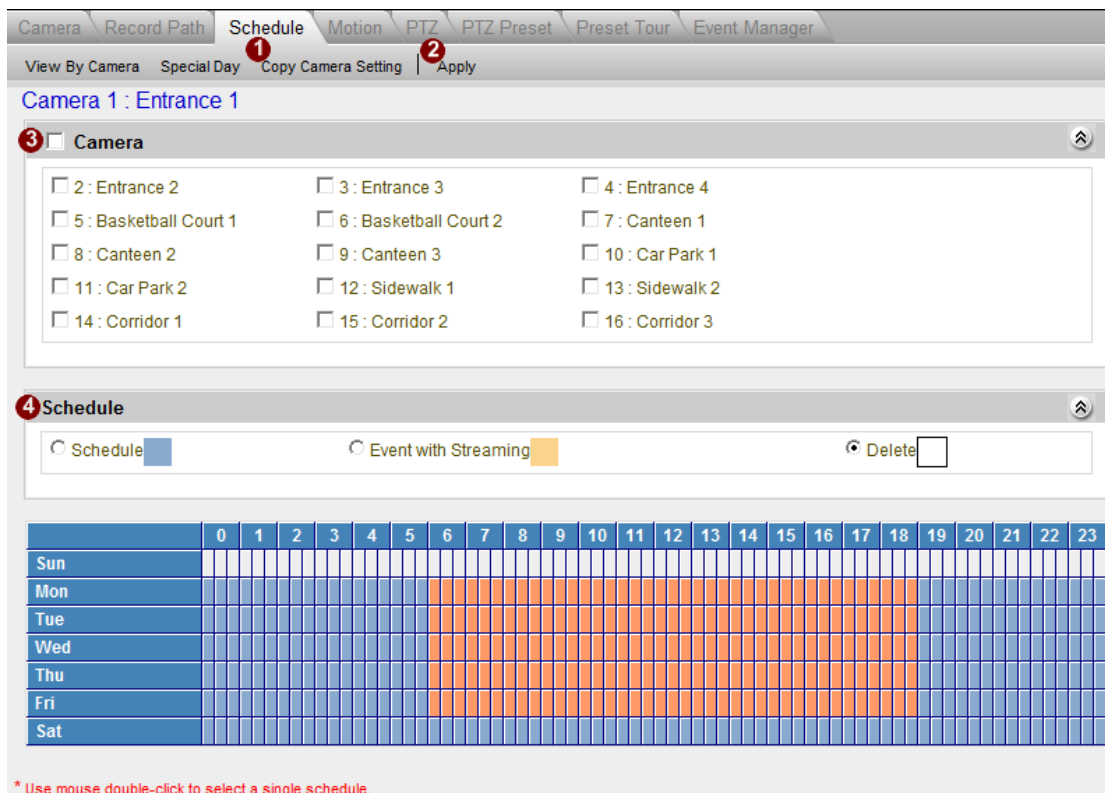 Camera Record Path Schedule Motion PTZ PTZ Preset Preset Tour Event Manager
1 2
View By Camera Special Day Copy Camera Setting | Apply
Camera 1 : Entrance 1
3 Camera
2 : Entrance 2 3 : Entrance 3 4 : Entrance 4
5 : Basketball Court 1 6 : Basketball Court 2 7 : Canteen 1
8 : Canteen 2 9 : Canteen 3 10 : Car Park 1
11 : Car Park 2 12 : Sidewalk 1 13 : Sidewalk 2
14 : Corridor 1 15 : Corridor 2 16 : Corridor 3
4 Schedule
Schedule Event with Streaming Delete
0 1 2 3 4 5 6 7 8 9 10 11 12 13 14 15 16 17 18 19 20 21 22 23
Sun
Mon
Tue
Wed
Thu
Fri
Sat
* Use mouse double-click to select a single schedule.